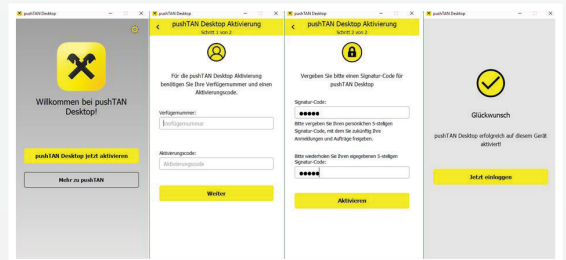 pushTAN Desktop
Willkommen bei pushTAN
Desktop!
pushTAN Desktop jetzt aktivieren
Mehr zu pushTAN
pushTAN Desktop
pushTAN Desktop Aktivierung
Schritt 1 von 2
Für die pushTAN Desktop Aktivierung
benötigen Sie Ihre Verfügernummer und einen
Aktivierungscode.
Verfügernummer:
Verfügernummer
Aktivierungscode:
Aktivierungscode
Weiter
pushTAN Desktop
pushTAN Desktop Aktivierung
Schritt 2 von 2
Vergeben Sie bitte einen Signatur-Code für
pushTAN Desktop
Signatur-Code:
Bitte vergeben Sie Ihren persönlichen 5-stelligen
Signatur-Code, mit dem Sie zukünftig Ihre
Anmeldungen und Aufträge freigeben.
Bitte wiederholen Sie Ihren eigegebenen 5-stelligen
Signatur-Code:
Aktivieren
pushTAN Desktop
Glückwunsch
pushTAN Desktop erfolgreich auf diesem Gerät
aktiviert!
Jetzt einloggen